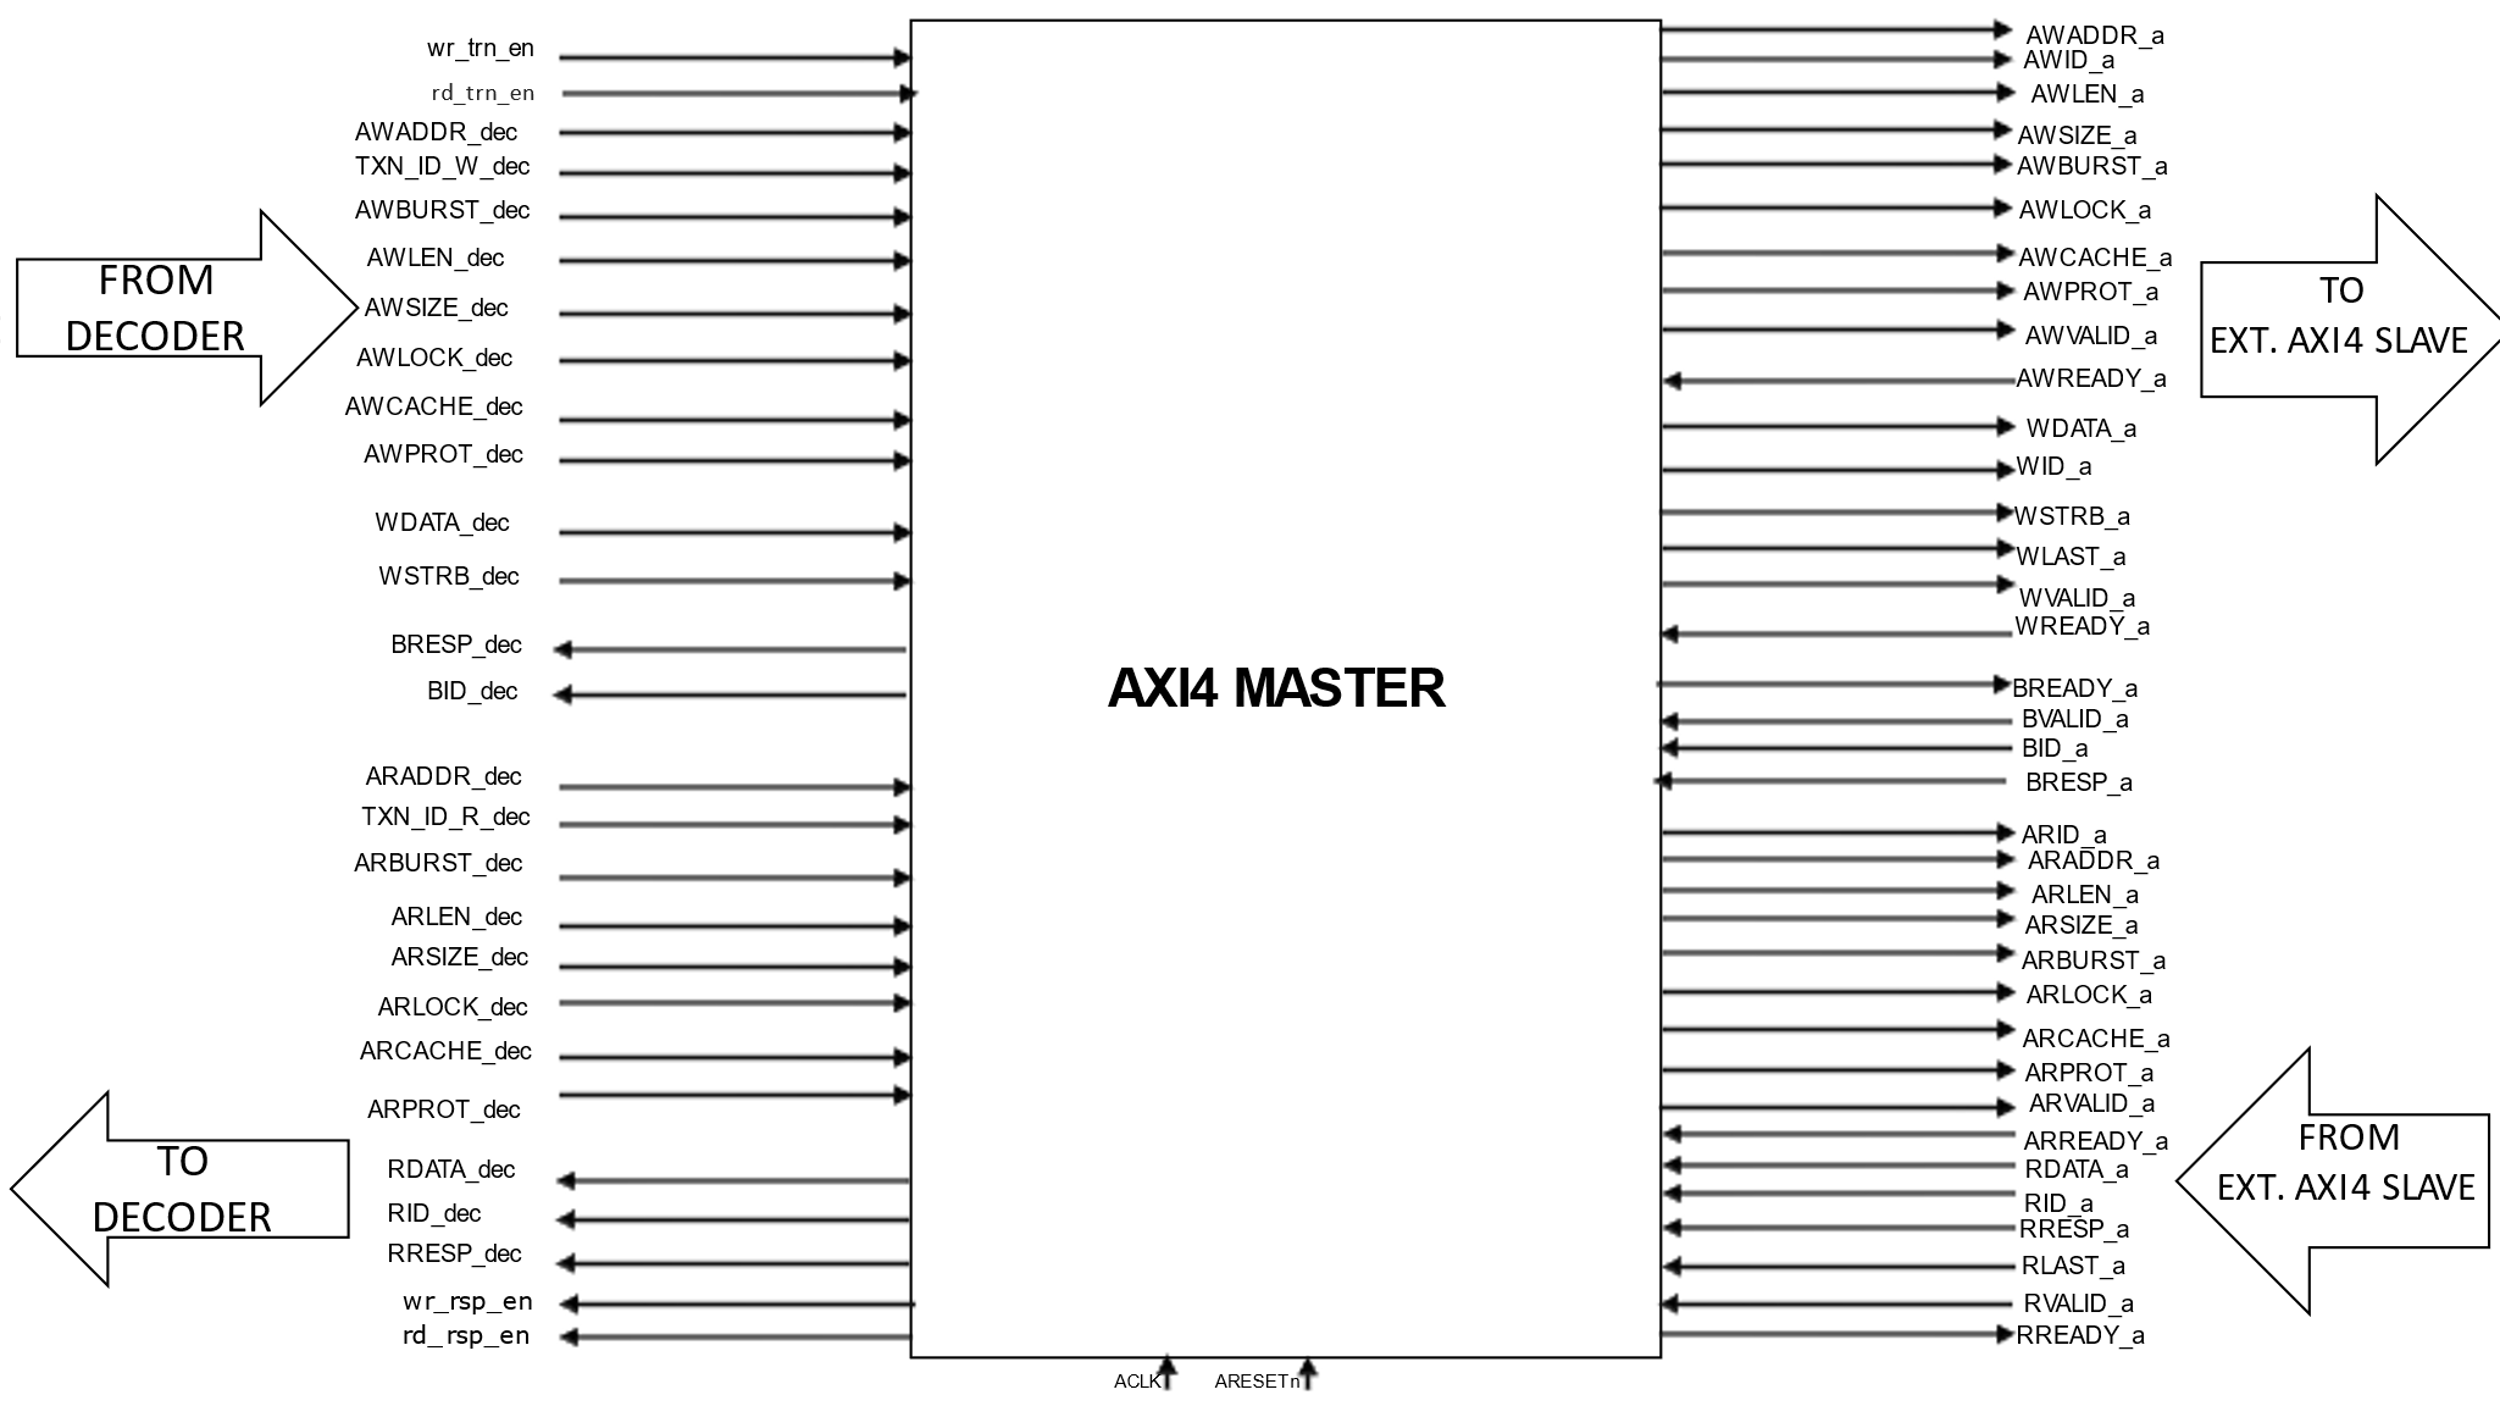 wr_trn_en
rd_trn_en
AWADDR_dec
TXN_ID_W_dec
AWBURST_dec
AWLEN_dec
AWSIZE_dec
AWLOCK_dec
AWCACHE_dec
AWPROT_dec
WDATA_dec
WSTRB_dec
BRESP_dec
BID_dec
ARADDR_dec
TXN_ID_R_dec
ARBURST_dec
ARLEN_dec
ARSIZE_dec
ARLOCK_dec
ARCACHE_dec
ARPROT_dec
RDATA_dec
RID_dec
RRESP_dec
wr_rsp_en
rd_rsp_en
FROM
DECODER
TO
DECODER
AXI4 MASTER
ACLK
ARESETn
AWADDR_a
AWID_a
AWLEN_a
AWSIZE_a
AWBURST_a
AWLOCK_a
AWCACHE_a
AWPROT_a
AWVALID_a
AWREADY_a
WDATA_a
WID_a
WSTRB_a
WLAST_a
WVALID_a
WREADY_a
BREADY_a
BVALID_a
BID_a
BRESP_a
ARID_a
ARADDR_a
ARLEN_a
ARSIZE_a
ARBURST_a
ARLOCK_a
ARCACHE_a
ARPROT_a
ARVALID_a
ARREADY_a
RDATA_a
RID_a
RRESP_a
RLAST_a
RVALID_a
RREADY_a
TO
EXT. AXI4 SLAVE
FROM
EXT. AXI4 SLAVE